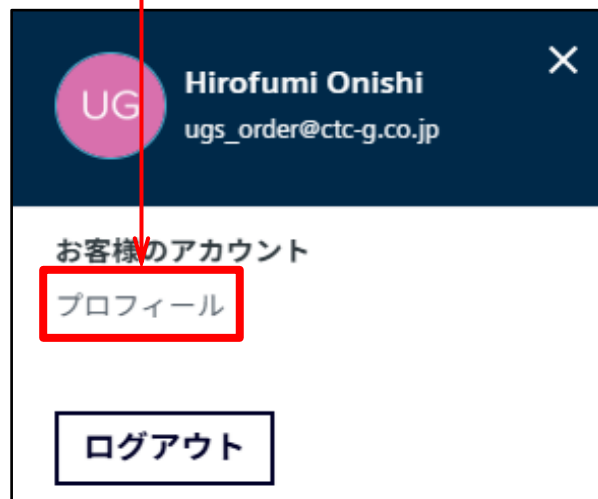 UG
Hirofumi Onishi
ugs_order@ctc-g.co.jp
お客様のアカウント
プロフィール
ログアウト